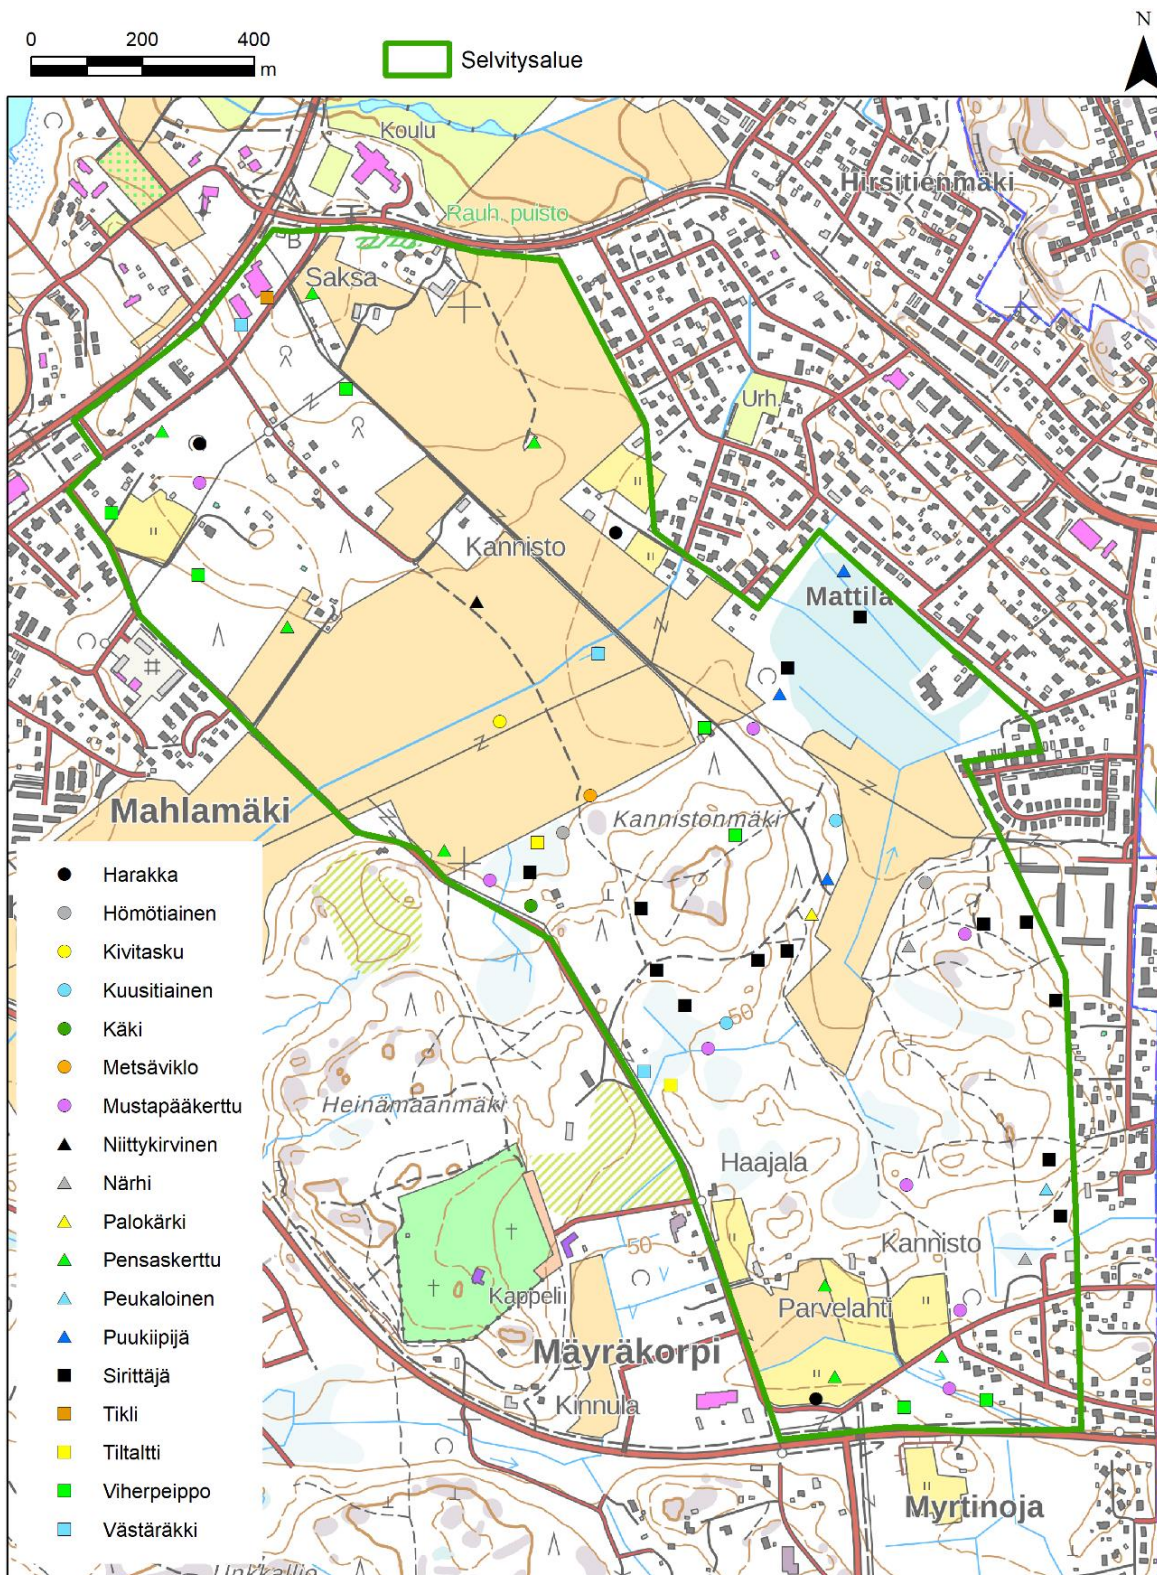 N
0 200 400
m
Selvitysalue
Koulu
Hirsitienmäki
Rauh. puisto
B
Saksa
Urh.
Kannisto
Mattila
Mahlamäki
Kannistonmäki
50
Heinämaanmäki
Haajala
Kannisto
50
Kappeli
Parvelahti
Mäyräkorpi
Kinnula
Myrtinoja
Harakka
Hömötiainen
Kivitasku
Kuusitiainen
Käki
Metsäviklo
Mustapääkerttu
Niittykirvinen
Närhi
Palokärki
Pensaskerttu
Peukaloinen
Puukiipijä
Sirittäjä
Tikli
Tiltaltti
Viherpeippo
Västäräkki